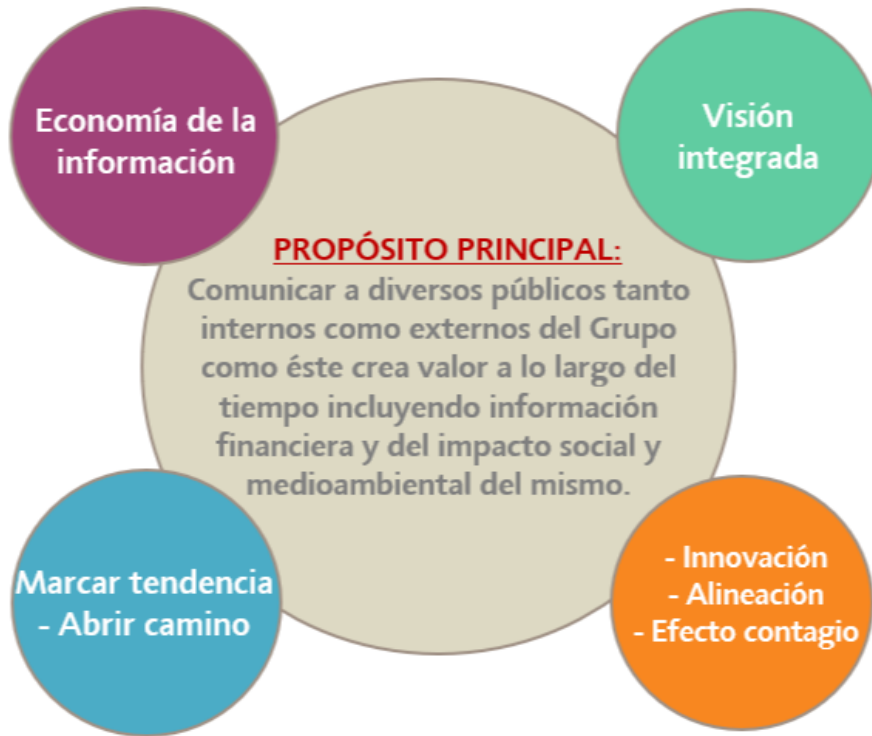 Economía de la
información
Visión
integrada
PROPÓSITO PRINCIPAL:
Comunicar a diversos públicos tanto
internos como externos del Grupo
como éste crea valor a lo largo del
tiempo incluyendo información
financiera y del impacto social y
medioambiental del mismo.
Marcar tendencia
- Abrir camino
- Innovación
- Alineación
- Efecto contagio